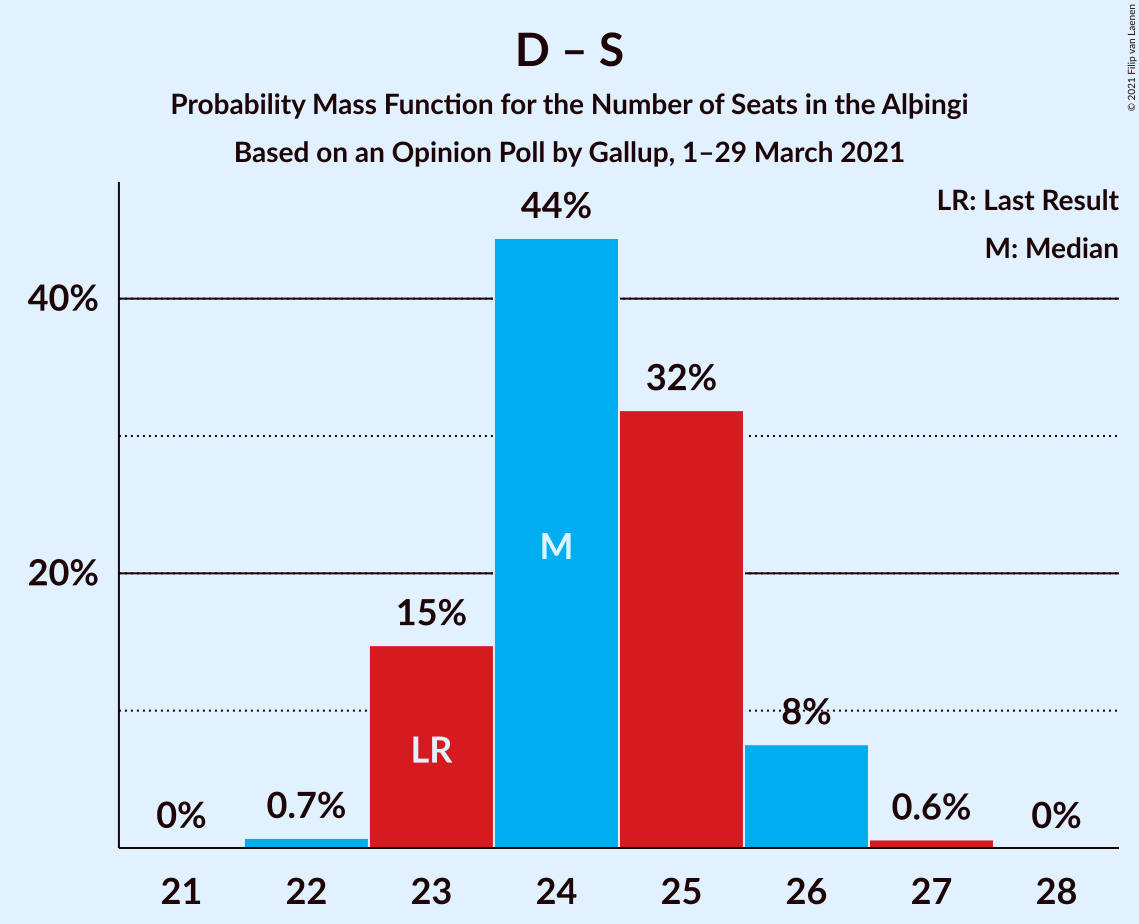 D – S
Probability Mass Function for the Number of Seats in the Alþingi
Based on an Opinion Poll by Gallup, 1–29 March 2021
© 2021 Filip van Laenen
LR: Last Result
M: Median
44%
40%
32%
M
20%
15%
LR
8%
0%
0.7%
0.6%
0%
21
22
23
24
25
26
27
28